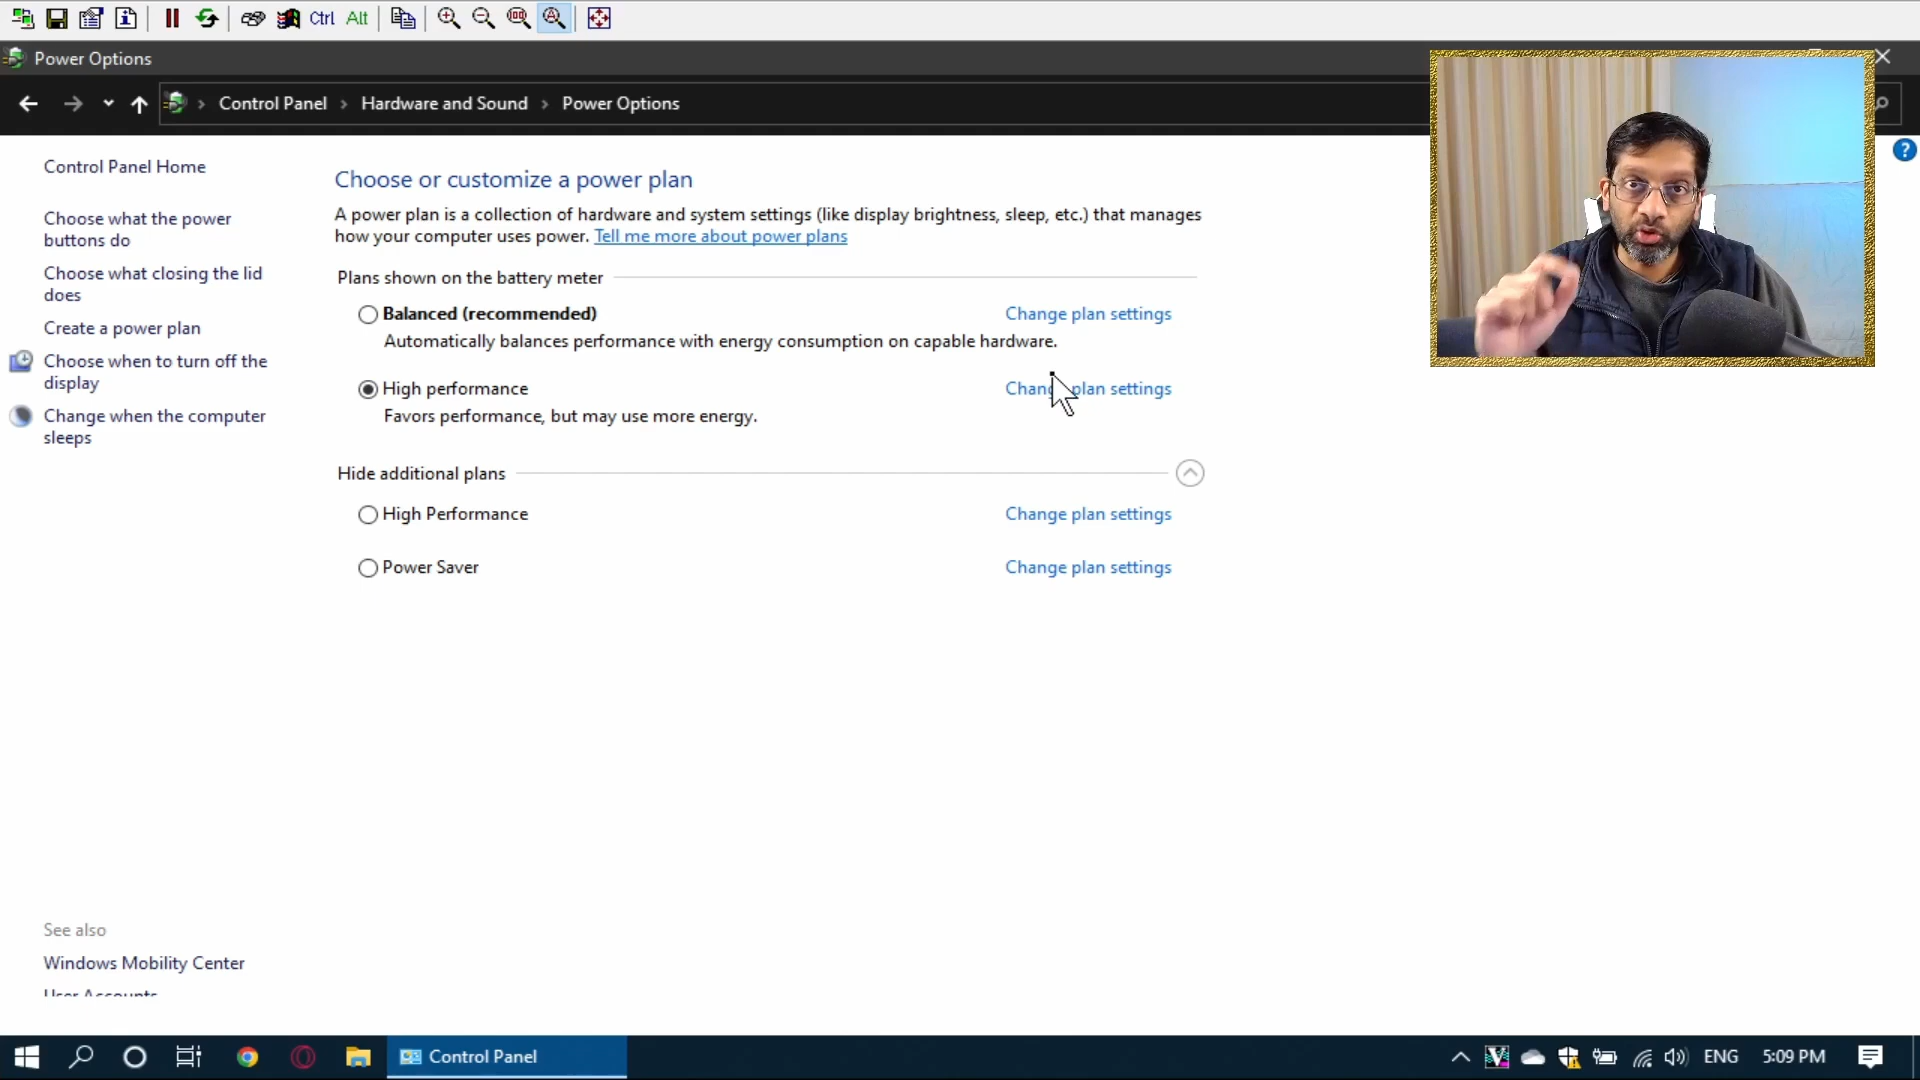 Ctrl Alt
Power Options
Control Panel > Hardware and Sound > Power Options
Control Panel Home
Choose what the power
buttons do
Choose what closing the lid
does
Create a power plan
Choose when to turn off the
display
Change when the computer
sleeps
Choose or customize a power plan
A power plan is a collection of hardware and system settings (like display brightness, sleep, etc.) that manages
how your computer uses power. Tell me more about power plans
Plans shown on the battery meter
Balanced (recommended) Change plan settings
Automatically balances performance with energy consumption on capable hardware.
High performance Change plan settings
Favors performance, but may use more energy.
Hide additional plans
High Performance Change plan settings
Power Saver Change plan settings
See also
Windows Mobility Center
User Accounts
Control Panel
ENG 5:09 PM